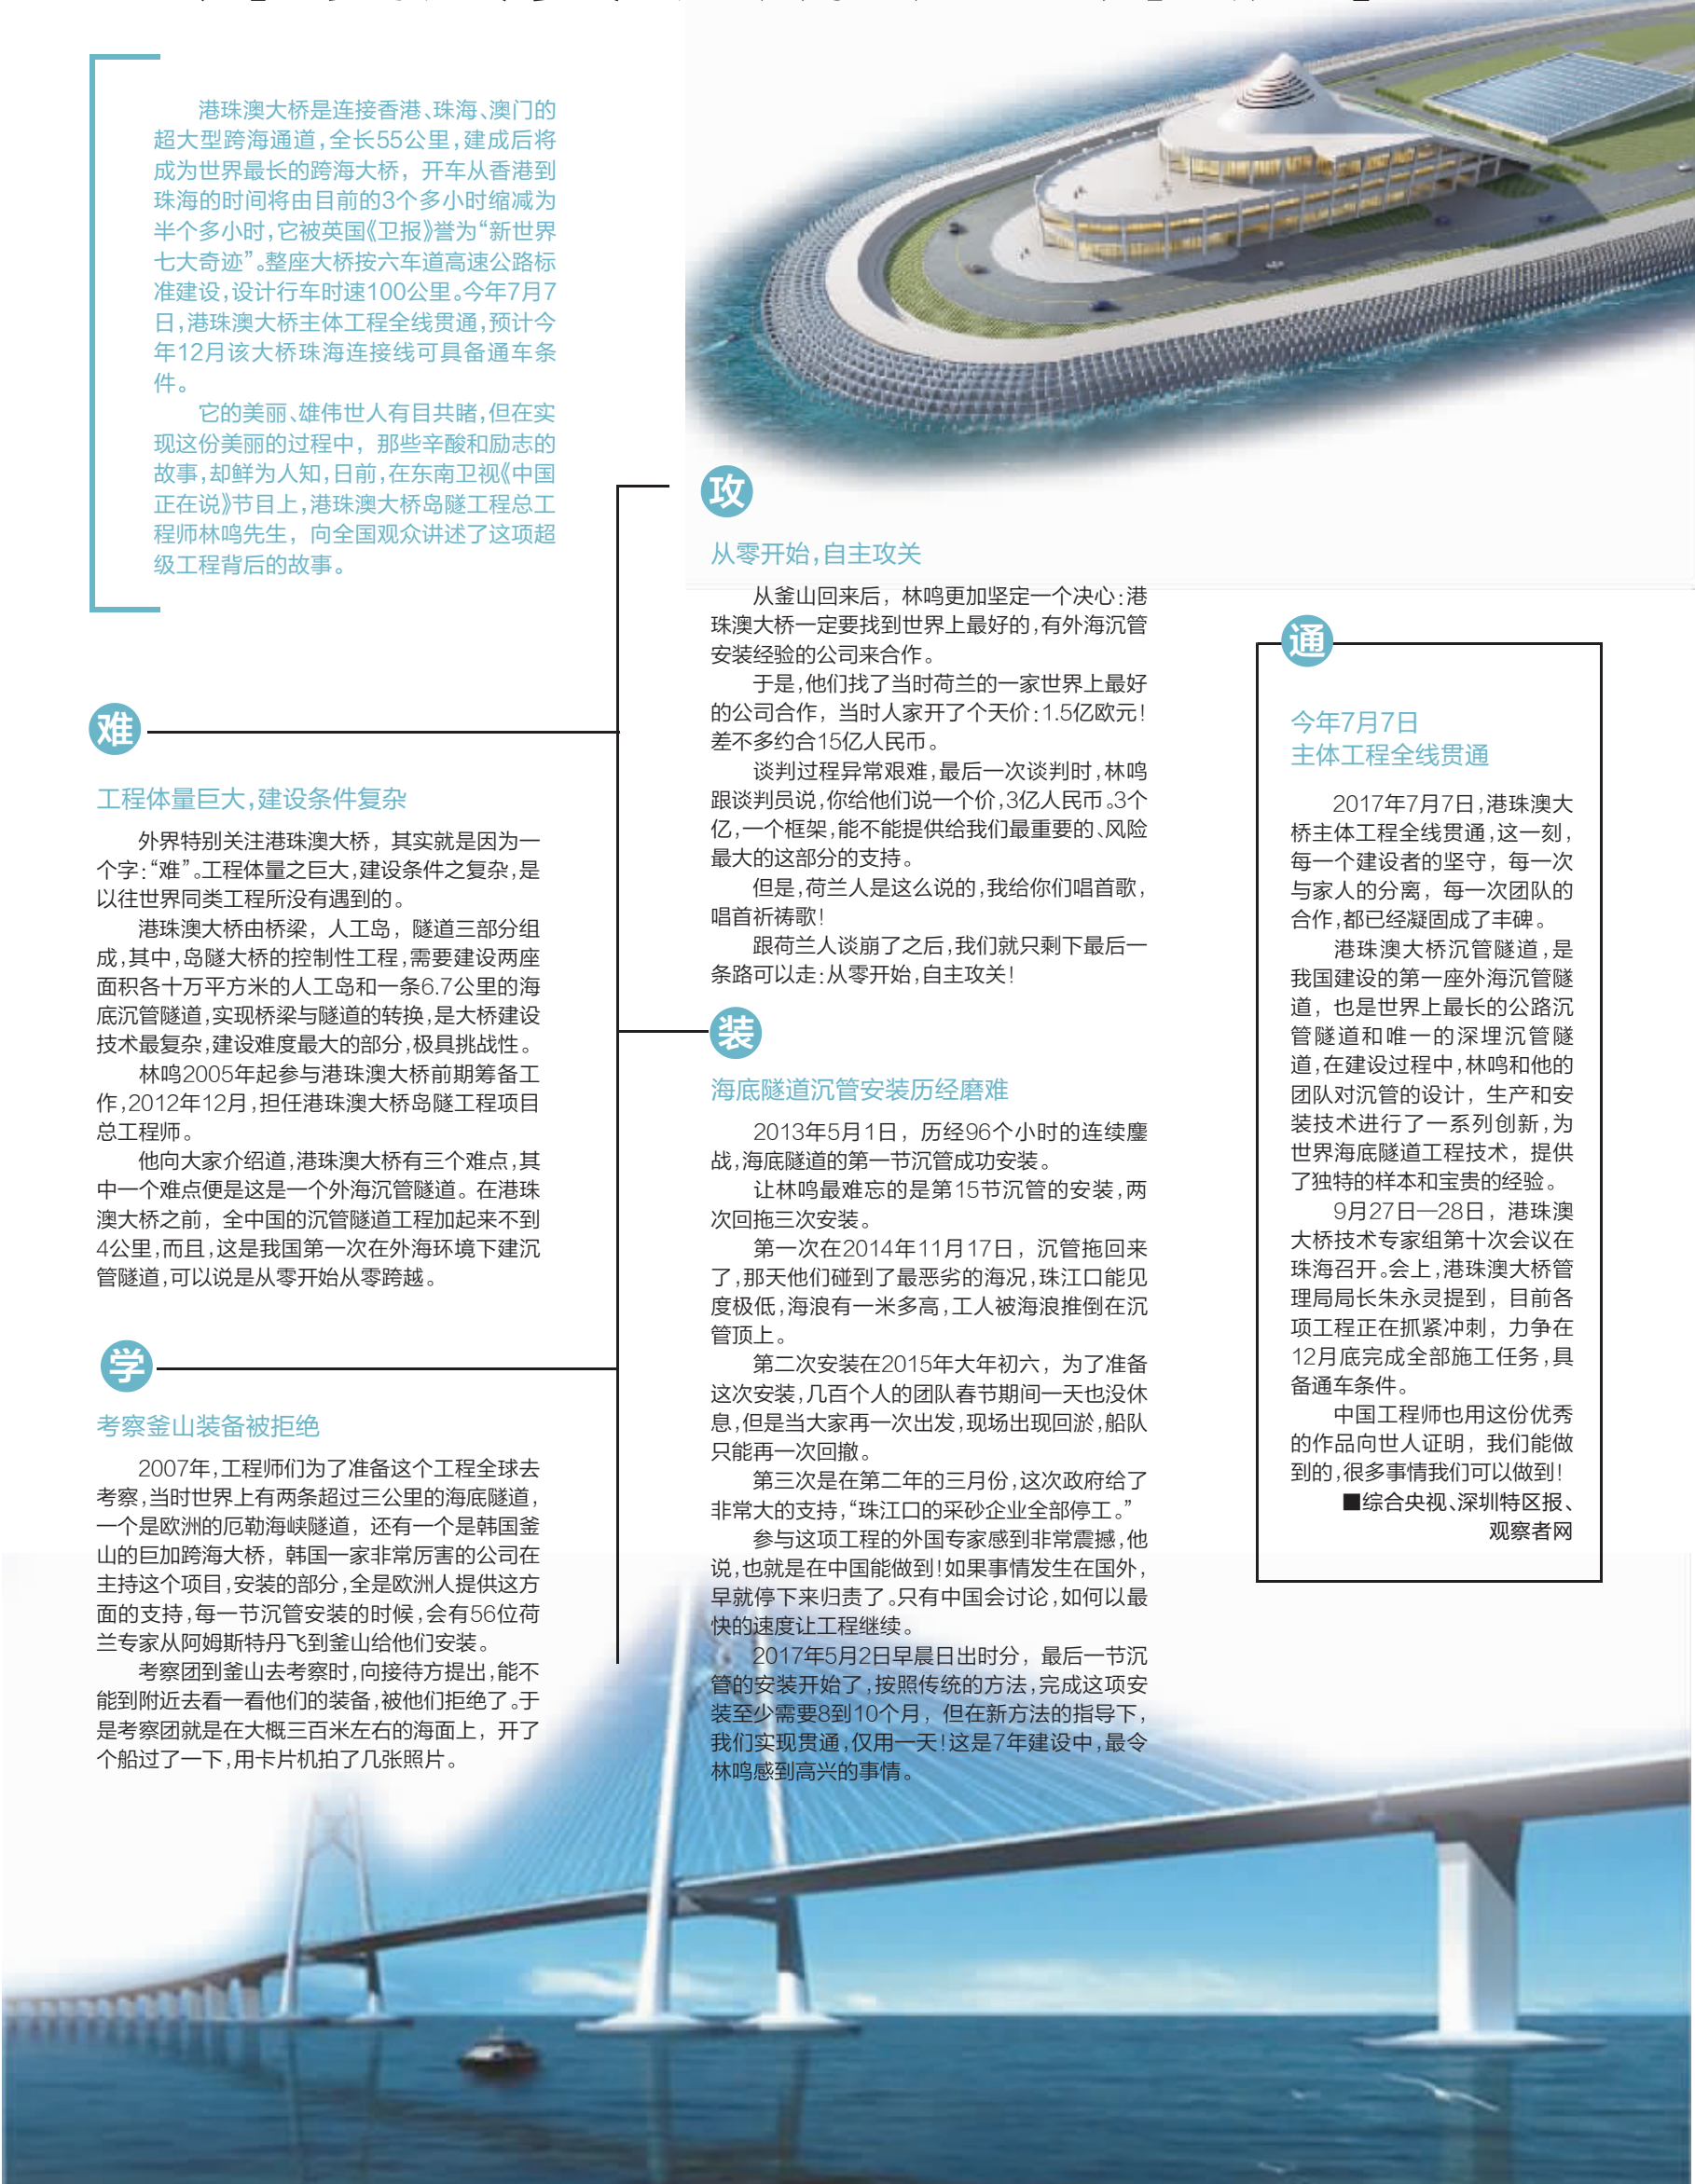 港珠澳大桥是连接香港、珠海、澳门的
超大型跨海通道,全长55公里,建成后将
成为世界最长的跨海大桥，开车从香港到
珠海的时间将由目前的3个多小时缩减为
半个多小时,它被英国《卫报》誉为“新世界
七大奇迹”。整座大桥按六车道高速公路标
准建设,设计行车时速100公里。今年7月7
日,港珠澳大桥主体工程全线贯通,预计今
年12月该大桥珠海连接线可具备通车条
件。
它的美丽、雄伟世人有目共睹,但在实
现这份美丽的过程中，那些辛酸和励志的
故事,却鲜为人知,日前,在东南卫视《中国
正在说》节目上,港珠澳大桥岛隧工程总工
程师林鸣先生，向全国观众讲述了这项超
级工程背后的故事。
难
工程体量巨大,建设条件复杂
外界特别关注港珠澳大桥，其实就是因为一
个字:“难”。工程体量之巨大,建设条件之复杂,是
以往世界同类工程所没有遇到的。
港珠澳大桥由桥梁，人工岛，隧道三部分组
成,其中,岛隧大桥的控制性工程,需要建设两座
面积各十万平方米的人工岛和一条6.7公里的海
底沉管隧道,实现桥梁与隧道的转换,是大桥建设
技术最复杂,建设难度最大的部分,极具挑战性。
林鸣2005年起参与港珠澳大桥前期筹备工
作,2012年12月,担任港珠澳大桥岛隧工程项目
总工程师。
他向大家介绍道,港珠澳大桥有三个难点,其
中一个难点便是这是一个外海沉管隧道。在港珠
澳大桥之前，全中国的沉管隧道工程加起来不到
4公里,而且,这是我国第一次在外海环境下建沉
管隧道,可以说是从零开始从零跨越。
学
考察釜山装备被拒绝
2007年,工程师们为了准备这个工程全球去
考察,当时世界上有两条超过三公里的海底隧道,
一个是欧洲的厄勒海峡隧道，还有一个是韩国釜
山的巨加跨海大桥，韩国一家非常厉害的公司在
主持这个项目,安装的部分,全是欧洲人提供这方
面的支持,每一节沉管安装的时候,会有56位荷
兰专家从阿姆斯特丹飞到釜山给他们安装。
考察团到釜山去考察时,向接待方提出,能不
能到附近去看一看他们的装备,被他们拒绝了。于
是考察团就是在大概三百米左右的海面上，开了
个船过了一下,用卡片机拍了几张照片。
攻
从零开始,自主攻关
从釜山回来后，林鸣更加坚定一个决心:港
珠澳大桥一定要找到世界上最好的,有外海沉管
安装经验的公司来合作。
于是,他们找了当时荷兰的一家世界上最好
的公司合作，当时人家开了个天价:1.5亿欧元!
差不多约合15亿人民币。
谈判过程异常艰难,最后一次谈判时,林鸣
跟谈判员说,你给他们说一个价,3亿人民币。3个
亿,一个框架,能不能提供给我们最重要的、风险
最大的这部分的支持。
但是,荷兰人是这么说的,我给你们唱首歌,
唱首祈祷歌!
跟荷兰人谈崩了之后,我们就只剩下最后一
条路可以走:从零开始,自主攻关!
装
海底隧道沉管安装历经磨难
2013年5月1日，历经96个小时的连续鏖
战,海底隧道的第一节沉管成功安装。
让林鸣最难忘的是第15节沉管的安装,两
次回拖三次安装。
第一次在2014年11月17日，沉管拖回来
了,那天他们碰到了最恶劣的海况,珠江口能见
度极低,海浪有一米多高,工人被海浪推倒在沉
管顶上。
第二次安装在2015年大年初六，为了准备
这次安装,几百个人的团队春节期间一天也没休
息,但是当大家再一次出发,现场出现回淤,船队
只能再一次回撤。
第三次是在第二年的三月份,这次政府给了
非常大的支持,“珠江口的采砂企业全部停工。”
参与这项工程的外国专家感到非常震撼,他
说,也就是在中国能做到!如果事情发生在国外,
早就停下来归责了。只有中国会讨论,如何以最
快的速度让工程继续。
2017年5月2日早晨日出时分，最后一节沉
管的安装开始了,按照传统的方法,完成这项安
装至少需要8到10个月，但在新方法的指导下,
我们实现贯通,仅用一天!这是7年建设中,最令
林鸣感到高兴的事情。
通
今年7月7日
主体工程全线贯通
2017年7月7日,港珠澳大
桥主体工程全线贯通,这一刻,
每一个建设者的坚守，每一次
与家人的分离，每一次团队的
合作,都已经凝固成了丰碑。
港珠澳大桥沉管隧道,是
我国建设的第一座外海沉管隧
道，也是世界上最长的公路沉
管隧道和唯一的深埋沉管隧
道,在建设过程中,林鸣和他的
团队对沉管的设计，生产和安
装技术进行了一系列创新,为
世界海底隧道工程技术，提供
了独特的样本和宝贵的经验。
9月27日—28日，港珠澳
大桥技术专家组第十次会议在
珠海召开。会上,港珠澳大桥管
理局局长朱永灵提到，目前各
项工程正在抓紧冲刺，力争在
12月底完成全部施工任务,具
备通车条件。
中国工程师也用这份优秀
的作品向世人证明，我们能做
到的,很多事情我们可以做到!
■综合央视、深圳特区报、
观察者网